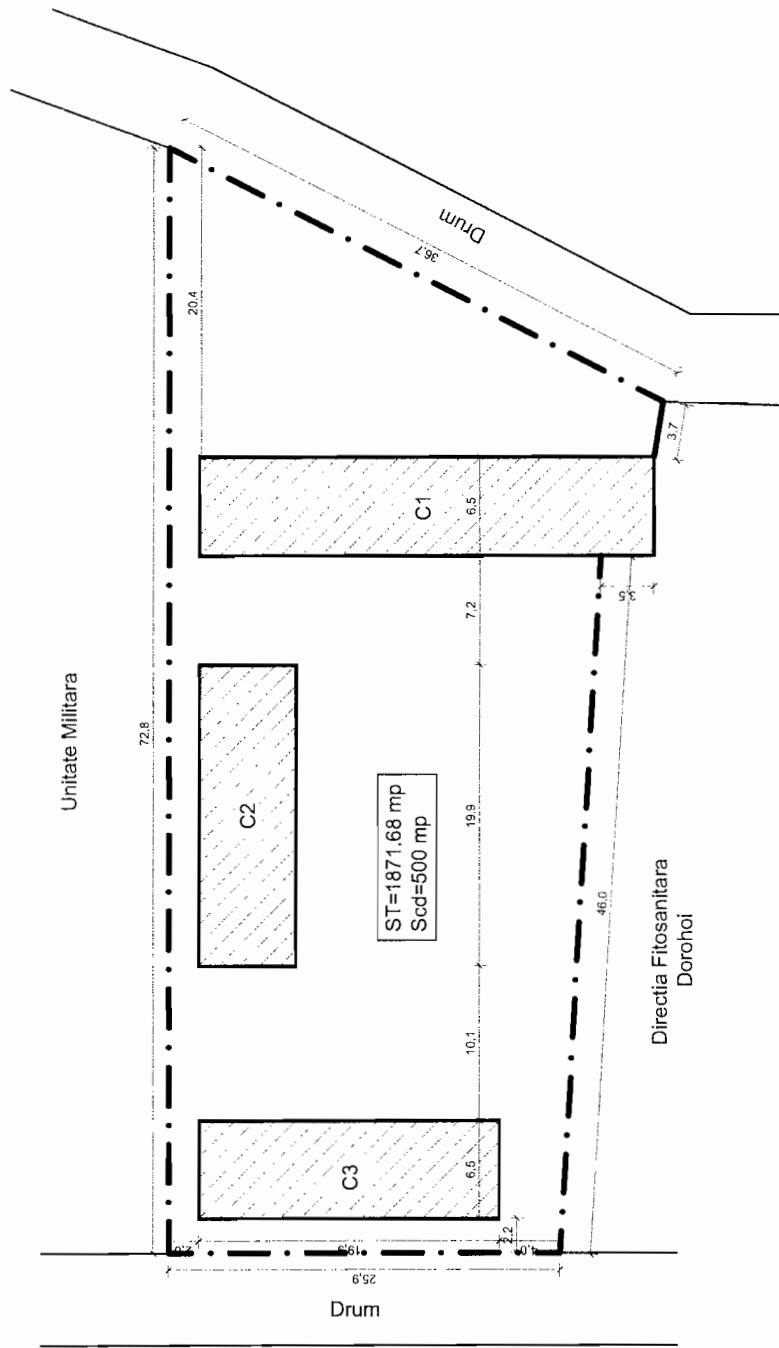 Unitate Militara
72,8
20,4
Drum
36,7
3,7
C1
6,5
3,5
7,2
C2
19,9
ST=1871.68 mp
Scd=500 mp
46,0
Directia Fitosanitara
Dorohoi
10,1
C3
6,5
2,2
4,0
25,9
Drum